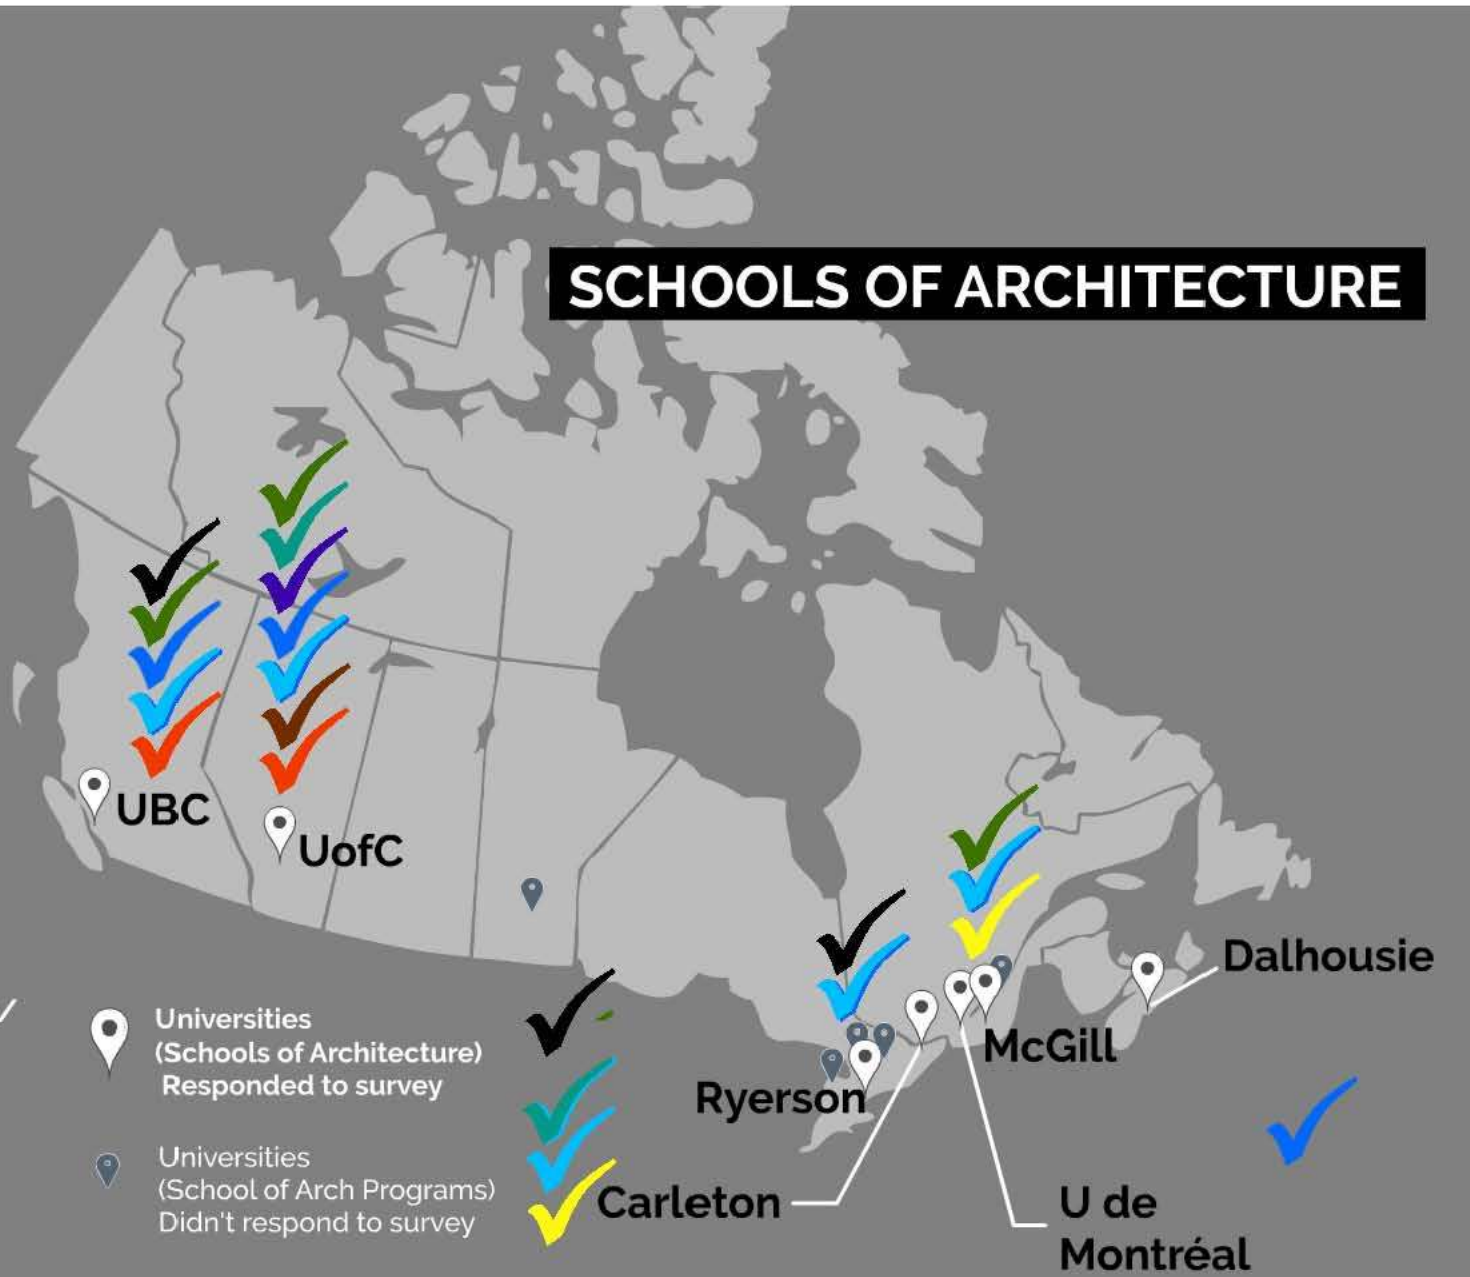 SCHOOLS OF ARCHITECTURE
UBC
UofC
Dalhousie
McGill
Ryerson
Carleton
U de
Montréal
Universities
(Schools of Architecture)
Responded to survey
Universities
(School of Arch Programs)
Didn't respond to survey